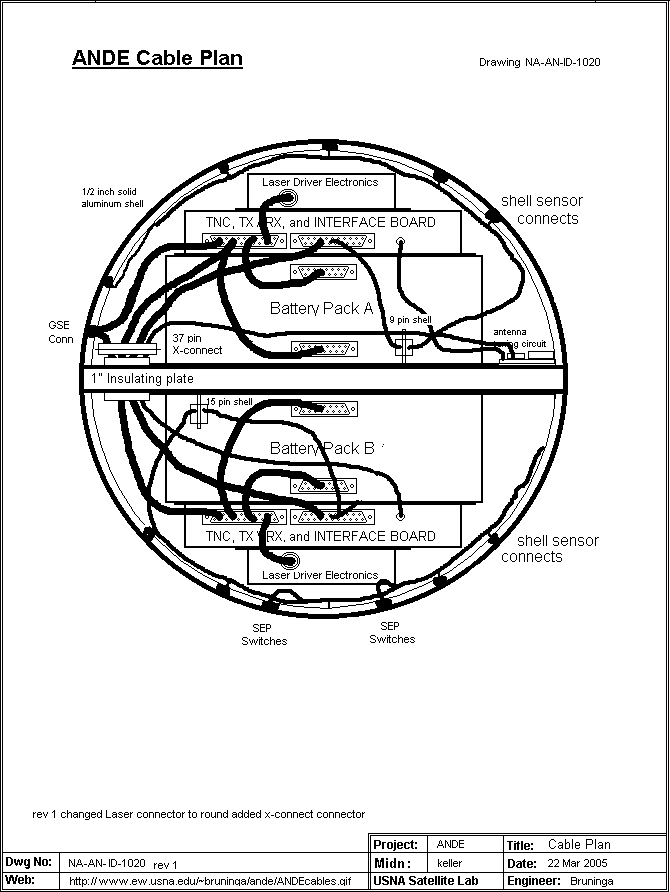 ANDE Cable Plan
Drawing NA-AN-ID-1020
Laser Driver Electronics
1/2 inch solid
aluminum shell
shell sensor
connects
TNC, TX RX, and INTERFACE BOARD
Battery Pack A
9 pin shell
GSE
Conn
37 pin
X-connect
antenna
circuit
1" Insulating plate
15 pin shell
Battery Pack B
TNC, TX RX, and INTERFACE BOARD
shell sensor
connects
Laser Driver Electronics
SEP
Switches
SEP
Switches
rev 1 changed Laser connector to round added x-connect connector
Project: ANDE Title: Cable Plan
Dwg No: NA-AN-ID-1020 rev 1 Midn : keller Date: 22 Mar 2005
Web: http://www.ew.usna.edu/~bruninga/ande/ANDEcables.gif USNA Satellite Lab Engineer: Bruninga